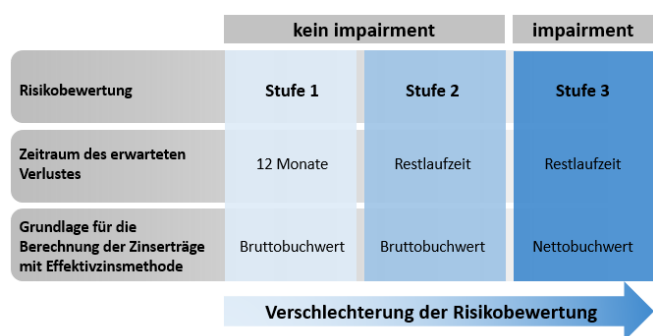 kein impairment impairment
Risikobewertung Stufe 1 Stufe 2 Stufe 3
Zeitraum des erwarteten
Verlustes
12 Monate Restlaufzeit Restlaufzeit
Grundlage für die
Berechnung der Zinserträge
mit Effektivzinsmethode
Bruttobuchwert Bruttobuchwert Nettobuchwert
Verschlechterung der Risikobewertung